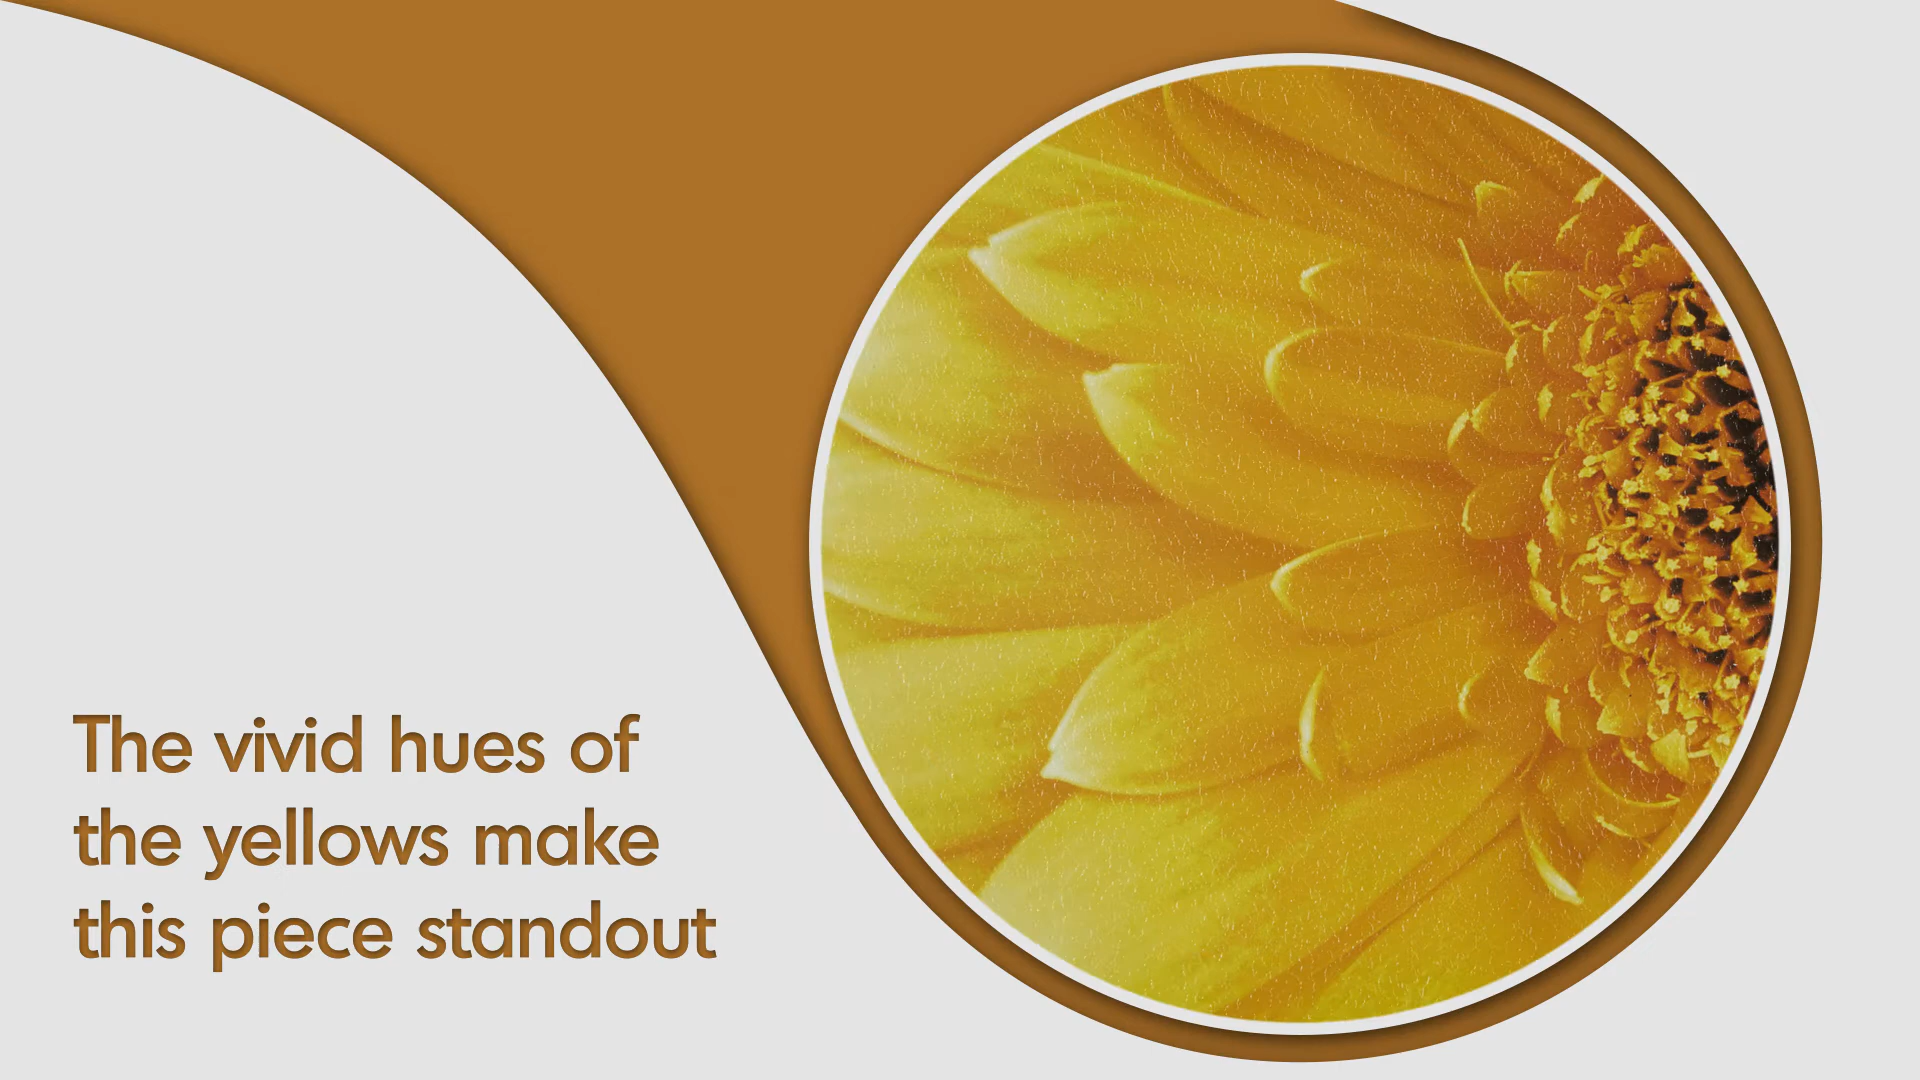 The vivid hues of
the yellows make
this piece standout